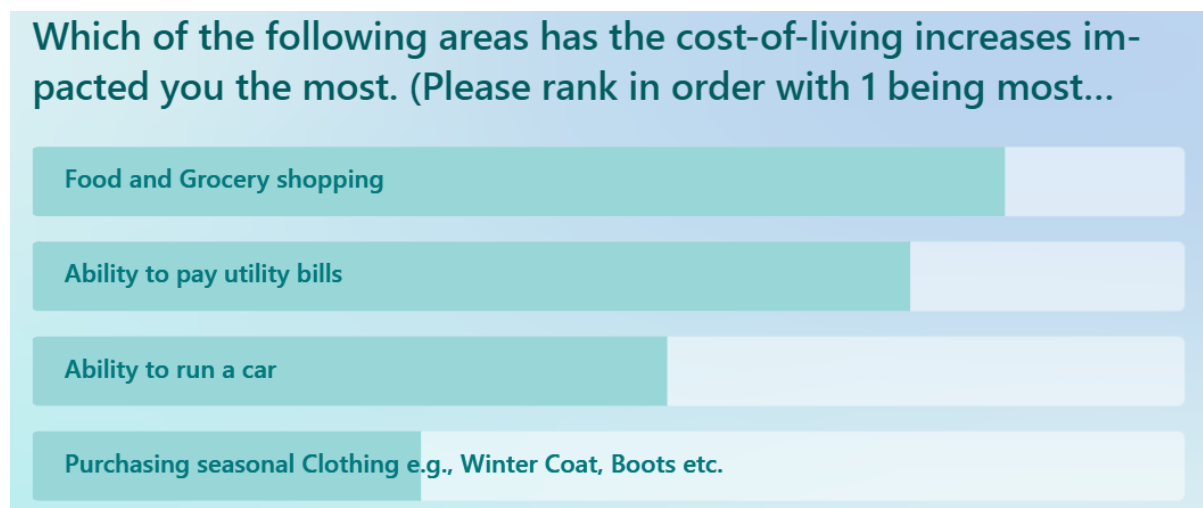 Which of the following areas has the cost-of-living increases im-
pacted you the most. (Please rank in order with 1 being most...
Food and Grocery shopping
Ability to pay utility bills
Ability to run a car
Purchasing seasonal Clothing e.g., Winter Coat, Boots etc.